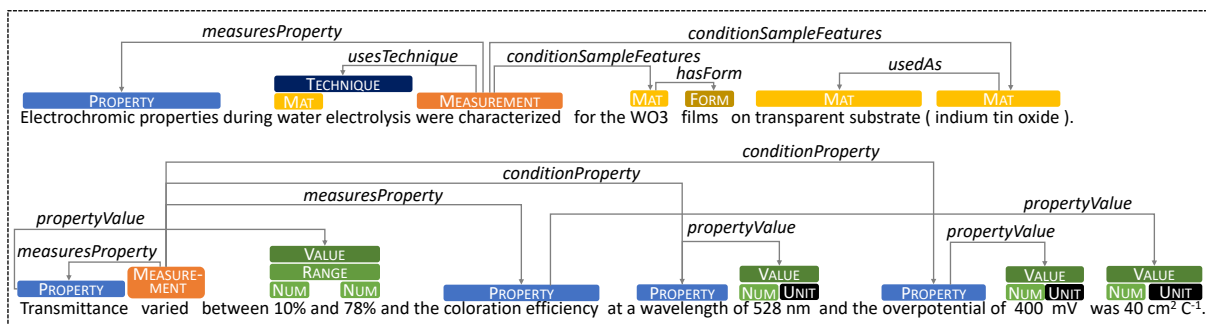 measuresProperty conditionSampleFeatures
usesTechnique conditionSampleFeatures usedAs
hasForm
TECHNIQUE
PROPERTY MAT MEASUREMENT MAT FORM MAT MAT
Electrochromic properties during water electrolysis were characterized for the WO3 films on transparent substrate ( indium tin oxide ).
conditionProperty
conditionProperty
measuresProperty
propertyValue propertyValue
propertyValue propertyValue
measuresProperty
VALUE
MEASURE-
MENT RANGE VALUE VALUE VALUE
PROPERTY NUM NUM PROPERTY PROPERTY NUM UNIT PROPERTY NUM UNIT NUM UNIT
Transmittance varied between 10% and 78% and the coloration efficiency at a wavelength of 528 nm and the overpotential of 400 mV was 40 cm² C⁻¹.